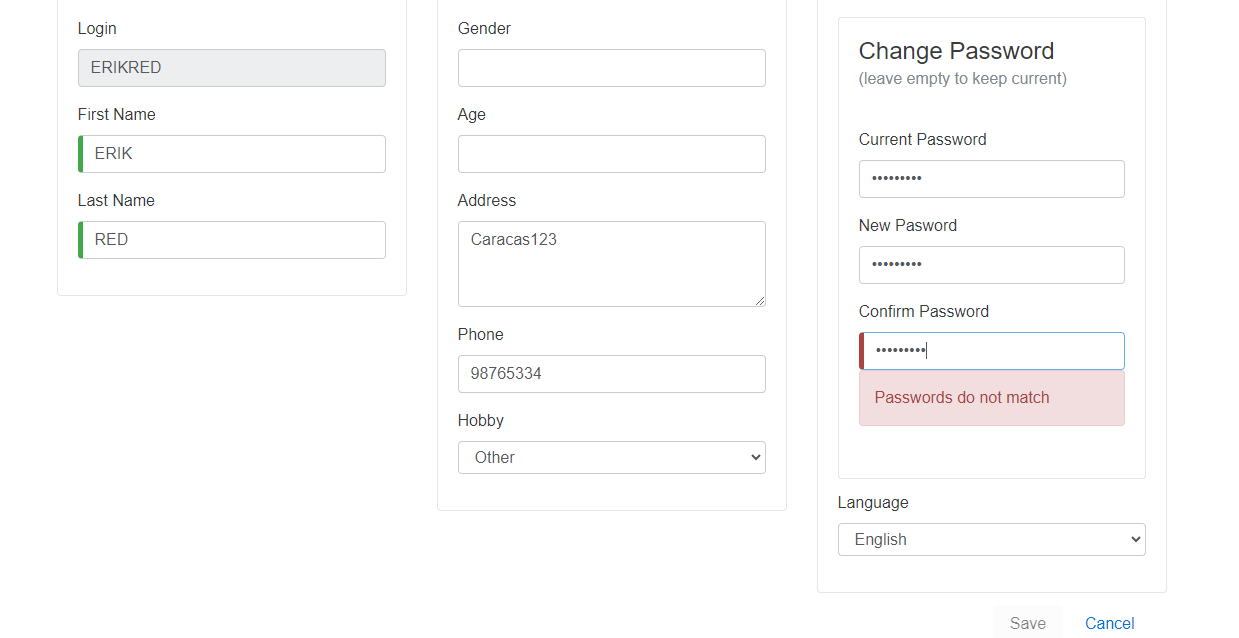 Login
ERIKRED
First Name
ERIK
Last Name
RED
Gender
Age
Address
Caracas123
Phone
98765334
Hobby
Other
Change Password
(leave empty to keep current)
Current Password
•••••••••
New Pasword
•••••••••
Confirm Password
•••••••••
Passwords do not match
Language
English
Save
Cancel